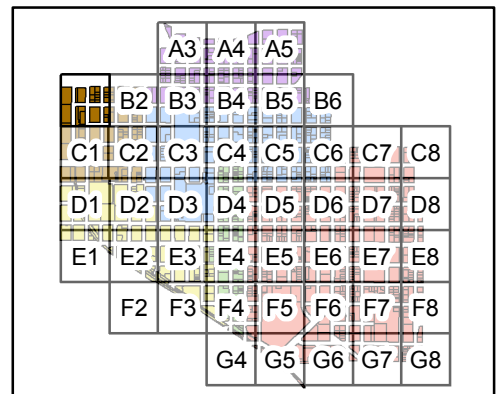 A3 A4 A5
B2 B3 B4 B5 B6
C1 C2 C3 C4 C5 C6 C7 C8
D1 D2 D3 D4 D5 D6 D7 D8
E1 E2 E3 E4 E5 E6 E7 E8
F2 F3 F4 F5 F6 F7 F8
G4 G5 G6 G7 G8